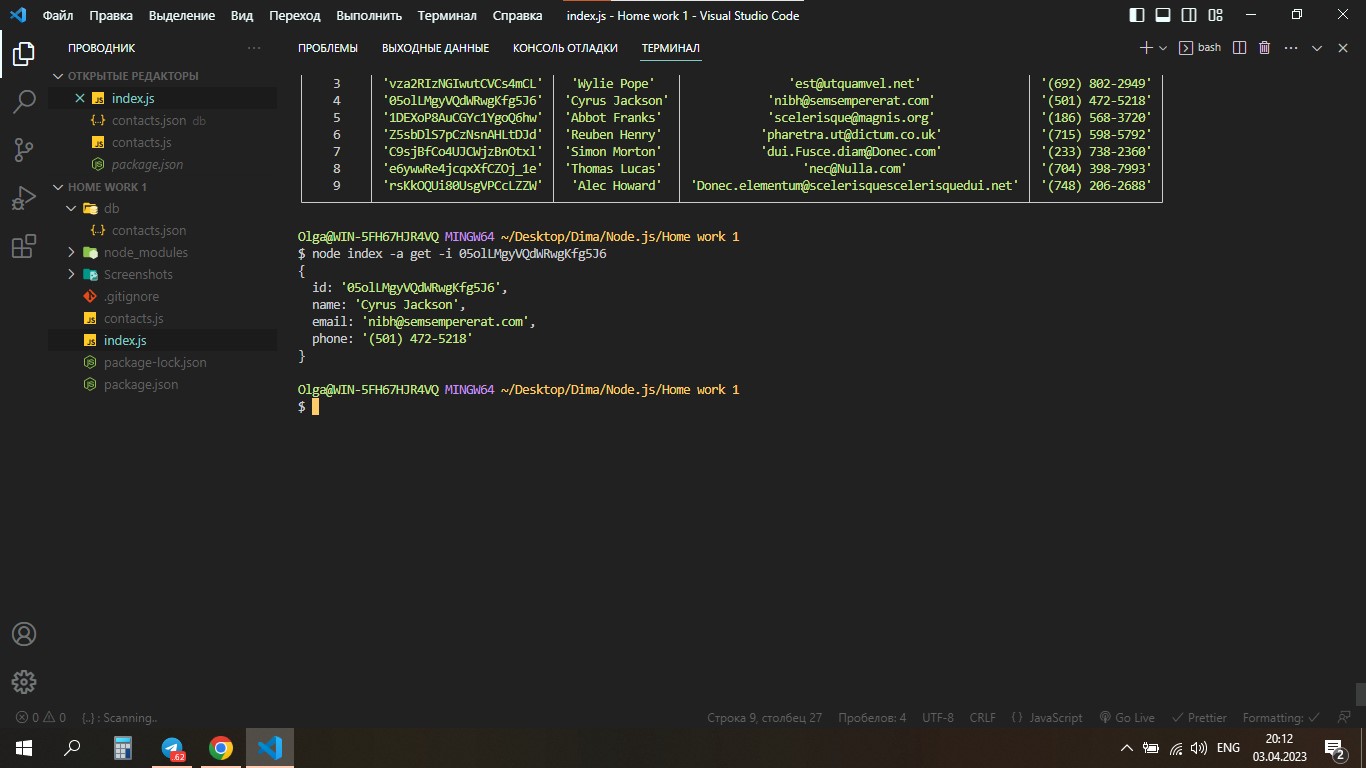 Файл Правка Выделение Вид Переход Выполнить Терминал Справка index.js - Home work 1 - Visual Studio Code
ПРОВОДНИК
ОТКРЫТЫЕ РЕДАКТОРЫ
index.js
contacts.json db
contacts.js
package.json
HOME WORK 1
db
contacts.json
node_modules
Screenshots
.gitignore
contacts.js
index.js
package-lock.json
package.json
ПРОБЛЕМЫ ВЫХОДНЫЕ ДАННЫЕ КОНСОЛЬ ОТЛАДКИ ТЕРМИНАЛ bash
3 'vza2RIzNGIwutCVCs4mCL' 'Wylie Pope' 'est@utquamvel.net' '(692) 802-2949'
4 '05olLMgyVQdWRwgKfg5J6' 'Cyrus Jackson' 'nibh@semsempererat.com' '(501) 472-5218'
5 '1DEXoP8AuCGYc1YgoQ6hw' 'Abbot Franks' 'scelerisque@magnis.org' '(186) 568-3720'
6 'Z5sbDlS7pCzNsnAHLtDJd' 'Reuben Henry' 'pharetra.ut@dictum.co.uk' '(715) 598-5792'
7 'C9sjBfCo4UJCWjzBnOtxl' 'Simon Morton' 'dui.Fusce.diam@Donec.com' '(233) 738-2360'
8 'e6ywwRe4jcqxXfCZOj_1e' 'Thomas Lucas' 'nec@Nulla.com' '(704) 398-7993'
9 'rsKkOQUi80UsgVPCcLZZW' 'Alec Howard' 'Donec.elementum@scelerisquescelerisquedui.net' '(748) 206-2688'
Olga@WIN-5FH67HJR4VQ MINGW64 ~/Desktop/Dima/Node.js/Home work 1
$ node index -a get -i 05olLMgyVQdWRwgKfg5J6
{
id: '05olLMgyVQdWRwgKfg5J6',
name: 'Cyrus Jackson',
email: 'nibh@semsempererat.com',
phone: '(501) 472-5218'
}
Olga@WIN-5FH67HJR4VQ MINGW64 ~/Desktop/Dima/Node.js/Home work 1
$
0 0 {..} : Scanning.. Строка 9, столбец 27 Пробелов: 4 UTF-8 CRLF JavaScript Go Live Prettier Formatting:
.62
ENG
20:12
03.04.2023
2